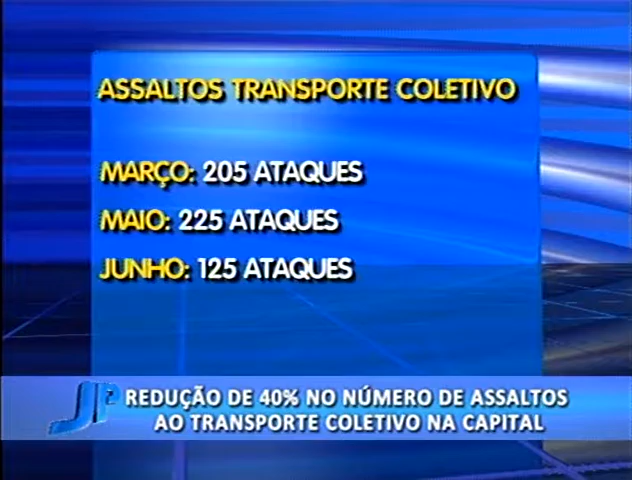 ASSALTOS TRANSPORTE COLETIVO
MARÇO: 205 ATAQUES
MAIO: 225 ATAQUES
JUNHO: 125 ATAQUES
JP REDUÇÃO DE 40% NO NÚMERO DE ASSALTOS
AO TRANSPORTE COLETIVO NA CAPITAL